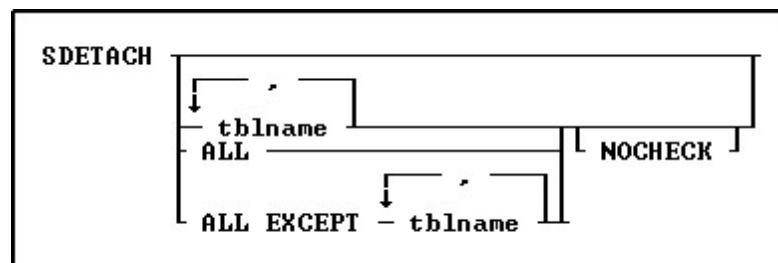 SDETACH
,
tblname
ALL
NOCHECK
,
ALL EXCEPT tblname